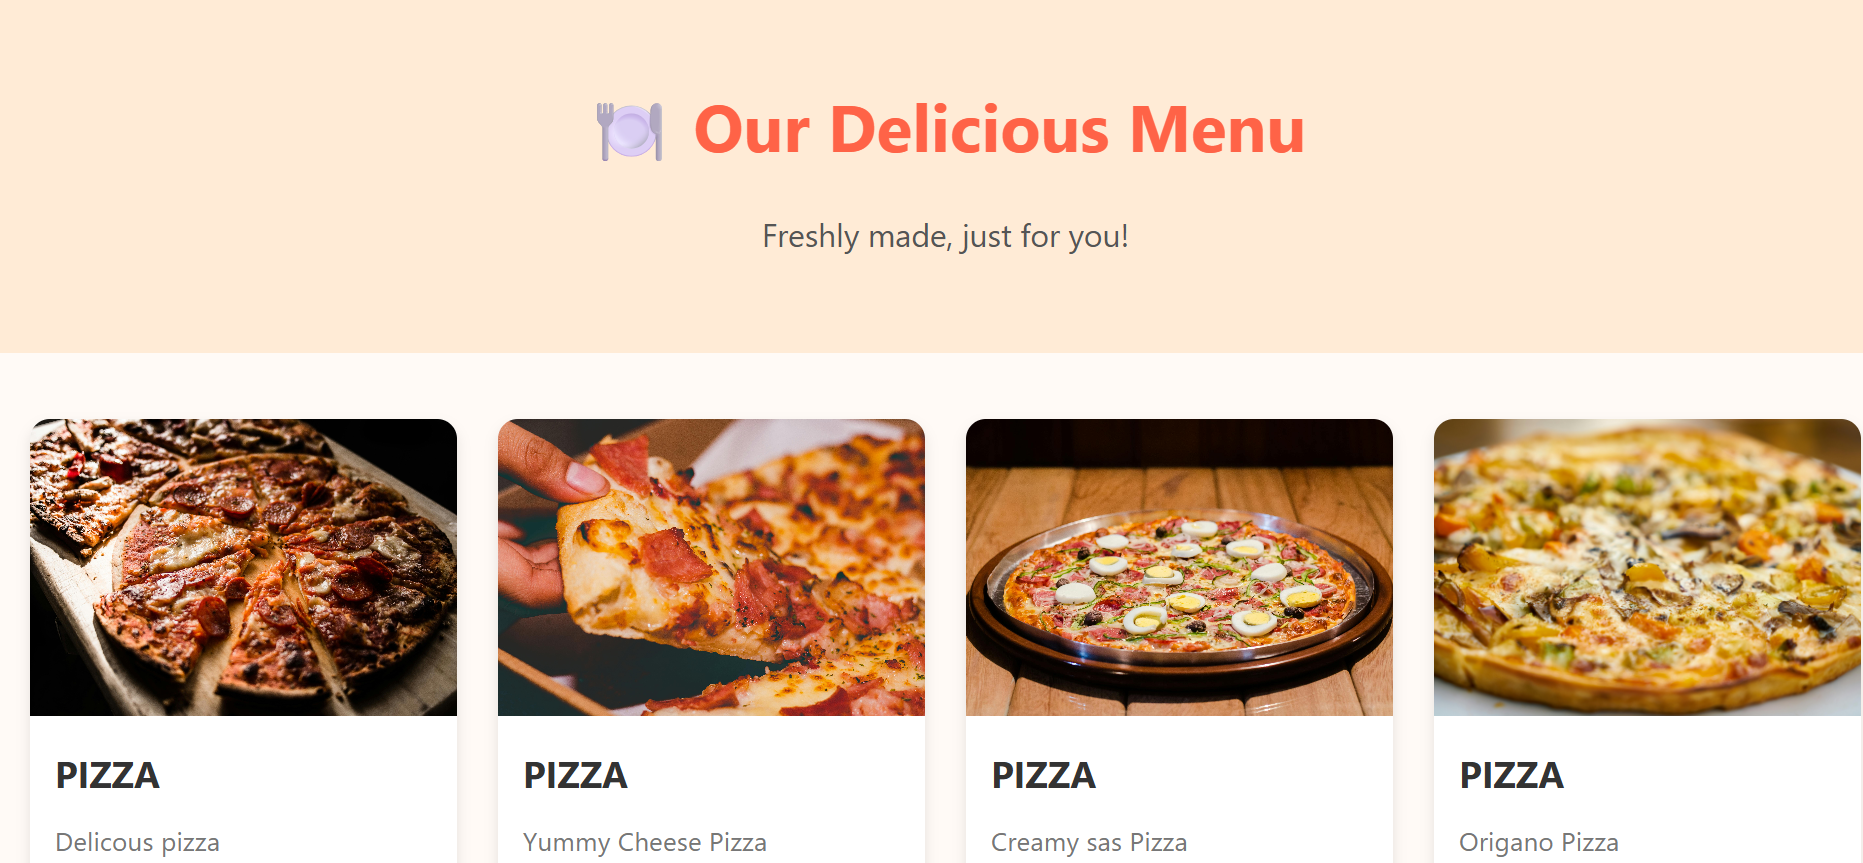 Our Delicious Menu
Freshly made, just for you!
PIZZA
Delicous pizza
PIZZA
Yummy Cheese Pizza
PIZZA
Creamy sas Pizza
PIZZA
Origano Pizza